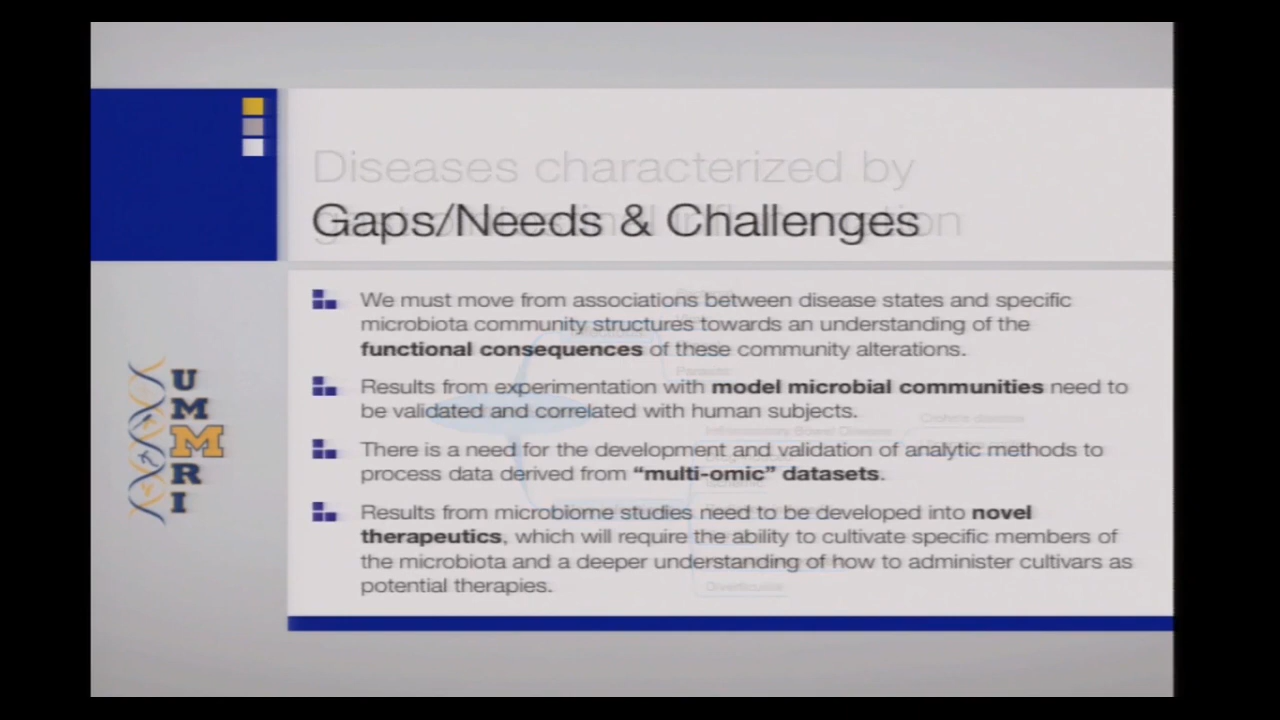 Diseases characterized by
Gaps/Needs & Challenges
We must move from associations between disease states and specific
microbiota community structures towards an understanding of the
functional consequences of these community alterations.
Results from experimentation with model microbial communities need to
be validated and correlated with human subjects.
There is a need for the development and validation of analytic methods to
process data derived from “multi-omic” datasets.
Results from microbiome studies need to be developed into novel
therapeutics, which will require the ability to cultivate specific members of
the microbiota and a deeper understanding of how to administer cultivars as
potential therapies.
Diverticulitis
U
M
M
R
I